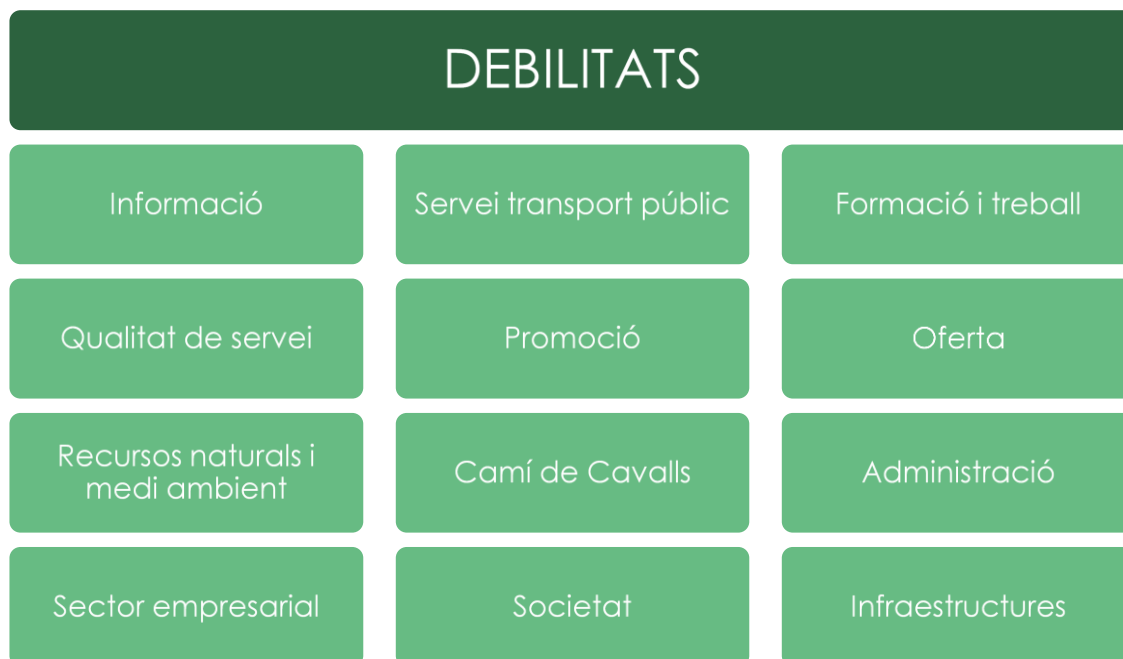 DEBILITATS
Informació
Servei transport públic
Formació i treball
Qualitat de servei
Promoció
Oferta
Recursos naturals i
medi ambient
Camí de Cavalls
Administració
Sector empresarial
Societat
Infraestructures